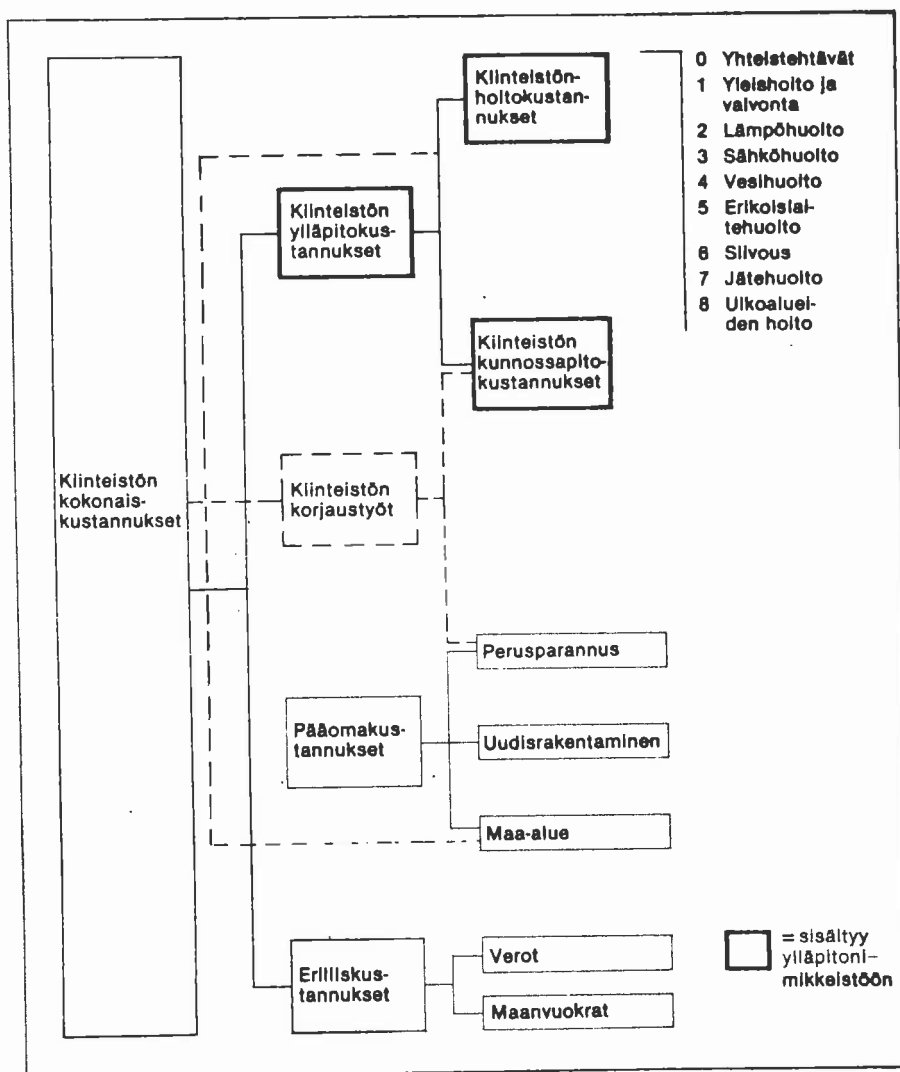 Kiinteistön-
hoitokustan-
nukset
0 Yhteistehtävät
1 Yleishoito ja
valvonta
2 Lämpöhuolto
3 Sähköhuolto
4 Vesihuolto
5 Erikoislai-
tehuolto
6 Siivous
7 Jätehuolto
8 Ulkoaluei-
den hoito
Kiinteistön
ylläpitokus-
tannukset
Kiinteistön
kunnossapito-
kustannukset
Kiinteistön
kokonais-
kustannukset
Kiinteistön
korjaustyöt
Perusparannus
Pääomakus-
tannukset
Uudisrakentaminen
Maa-alue
Erilliskus-
tannukset
Verot
Maanvuokrat
= sisältyy
ylläpitoni-
mikkeistöön